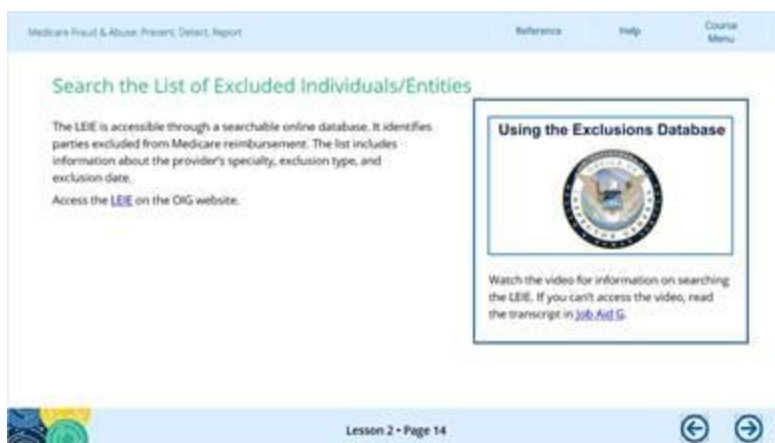 Medicare Fraud & Abuse: Prevent, Detect, Report
Reference
Help
Course
Menu
Search the List of Excluded Individuals/Entities
The LEIE is accessible through a searchable online database. It identifies
parties excluded from Medicare reimbursement. The list includes
information about the provider's specialty, exclusion type, and
exclusion date.
Access the LEIE on the OIG website.
Using the Exclusions Database
OFFICE OF
INSPECTOR GENERAL
Watch the video for information on searching
the LEIE. If you can't access the video, read
the transcript in Job Aid G.
Lesson 2 • Page 14